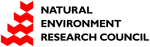 NATURAL
ENVIRONMENT
RESEARCH COUNCIL